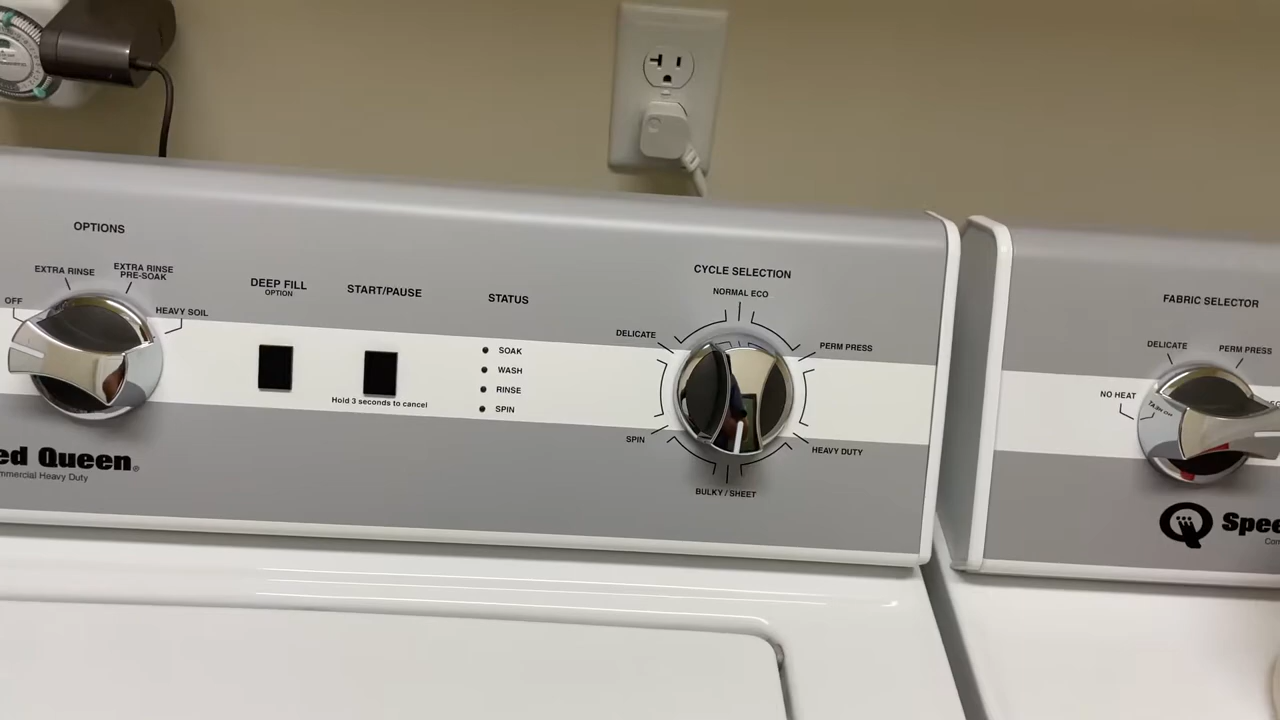 OPTIONS
EXTRA RINSE
EXTRA RINSE
PRE-SOAK
OFF
HEAVY SOIL
DEEP FILL
OPTION
START/PAUSE
Hold 3 seconds to cancel
STATUS
SOAK
WASH
RINSE
SPIN
CYCLE SELECTION
NORMAL ECO
DELICATE
PERM PRESS
SPIN
HEAVY DUTY
BULKY / SHEET
ed Queen®
mmercial Heavy Duty
FABRIC SELECTOR
DELICATE
PERM PRESS
NO HEAT
Spee
Com